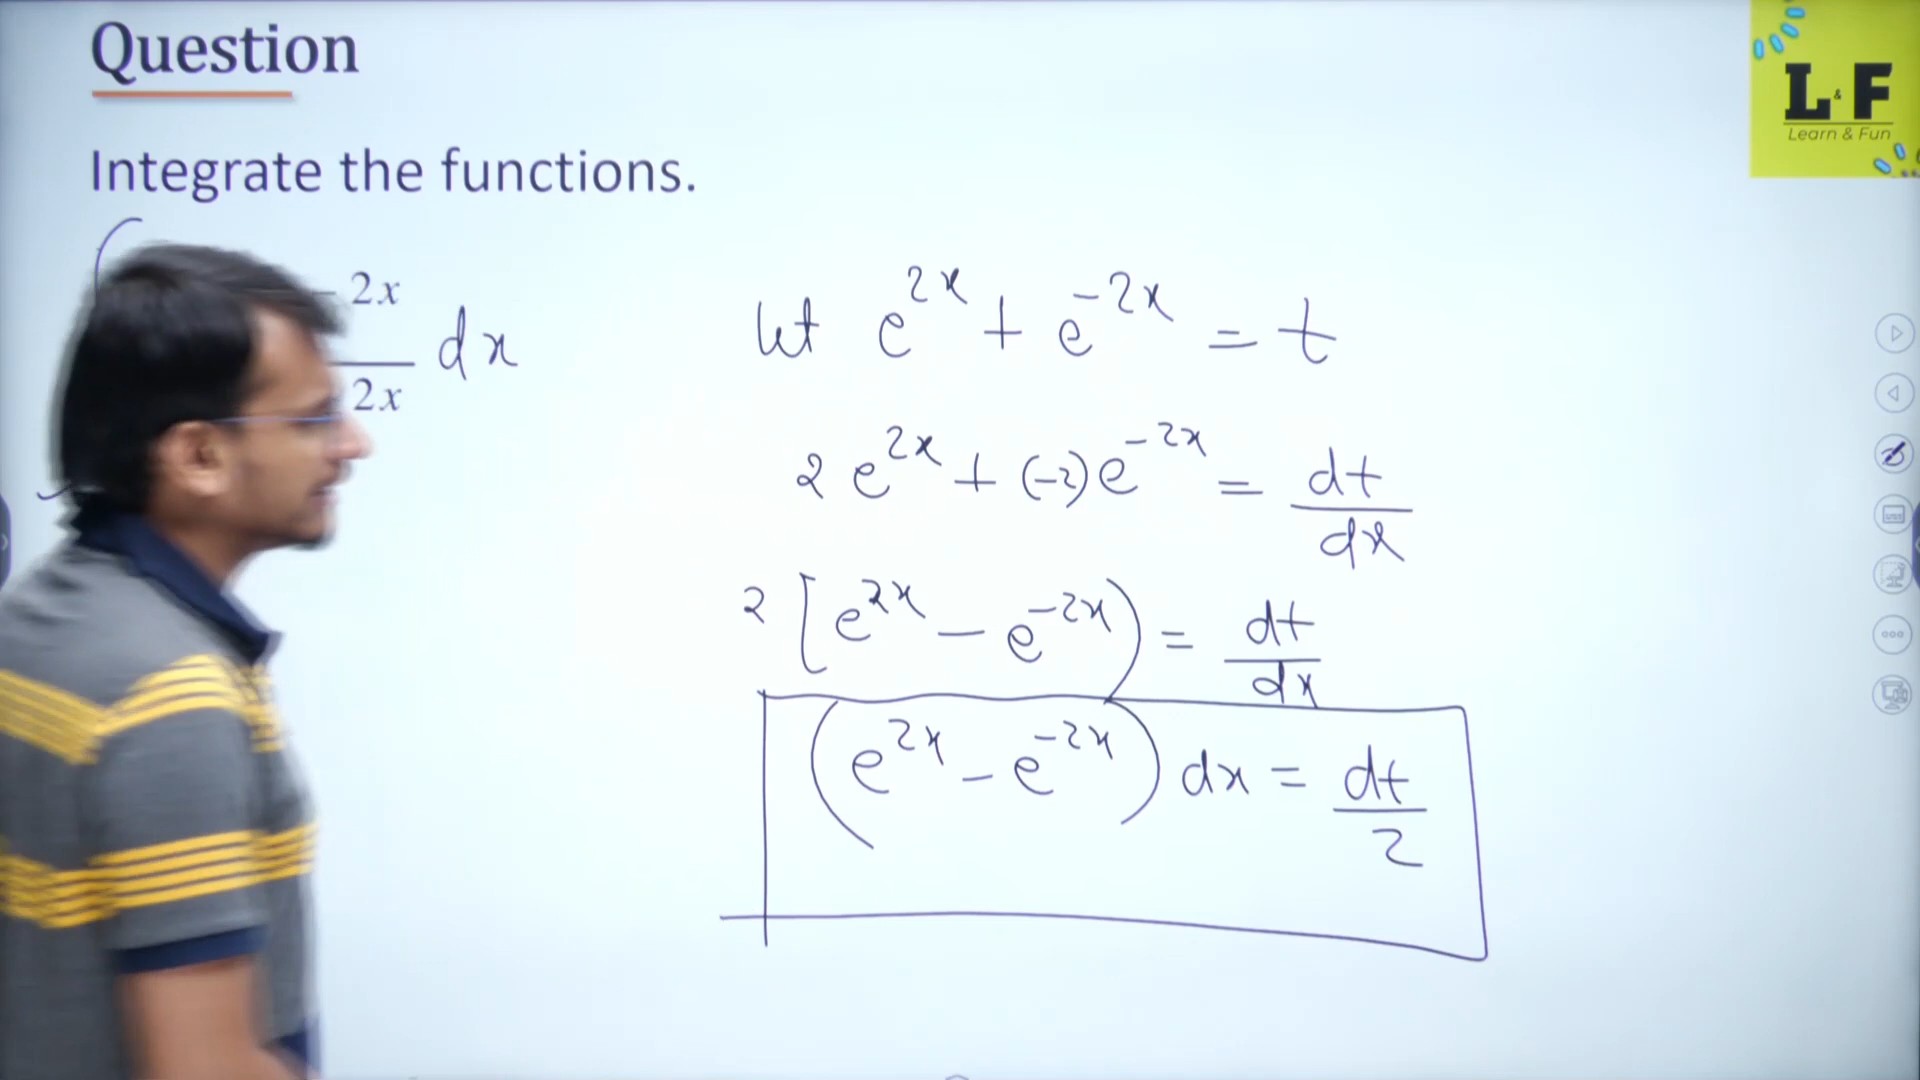 Question
L&F
Learn & Fun
Integrate the functions.
- 2x
2x
dx
let e^{2x} + e^{-2x} = t
2 e^{2x} + (-2) e^{-2x} = dt/dx
2 [e^{2x} - e^{-2x}) = dt/dx
(e^{2x} - e^{-2x}) dx = dt/2